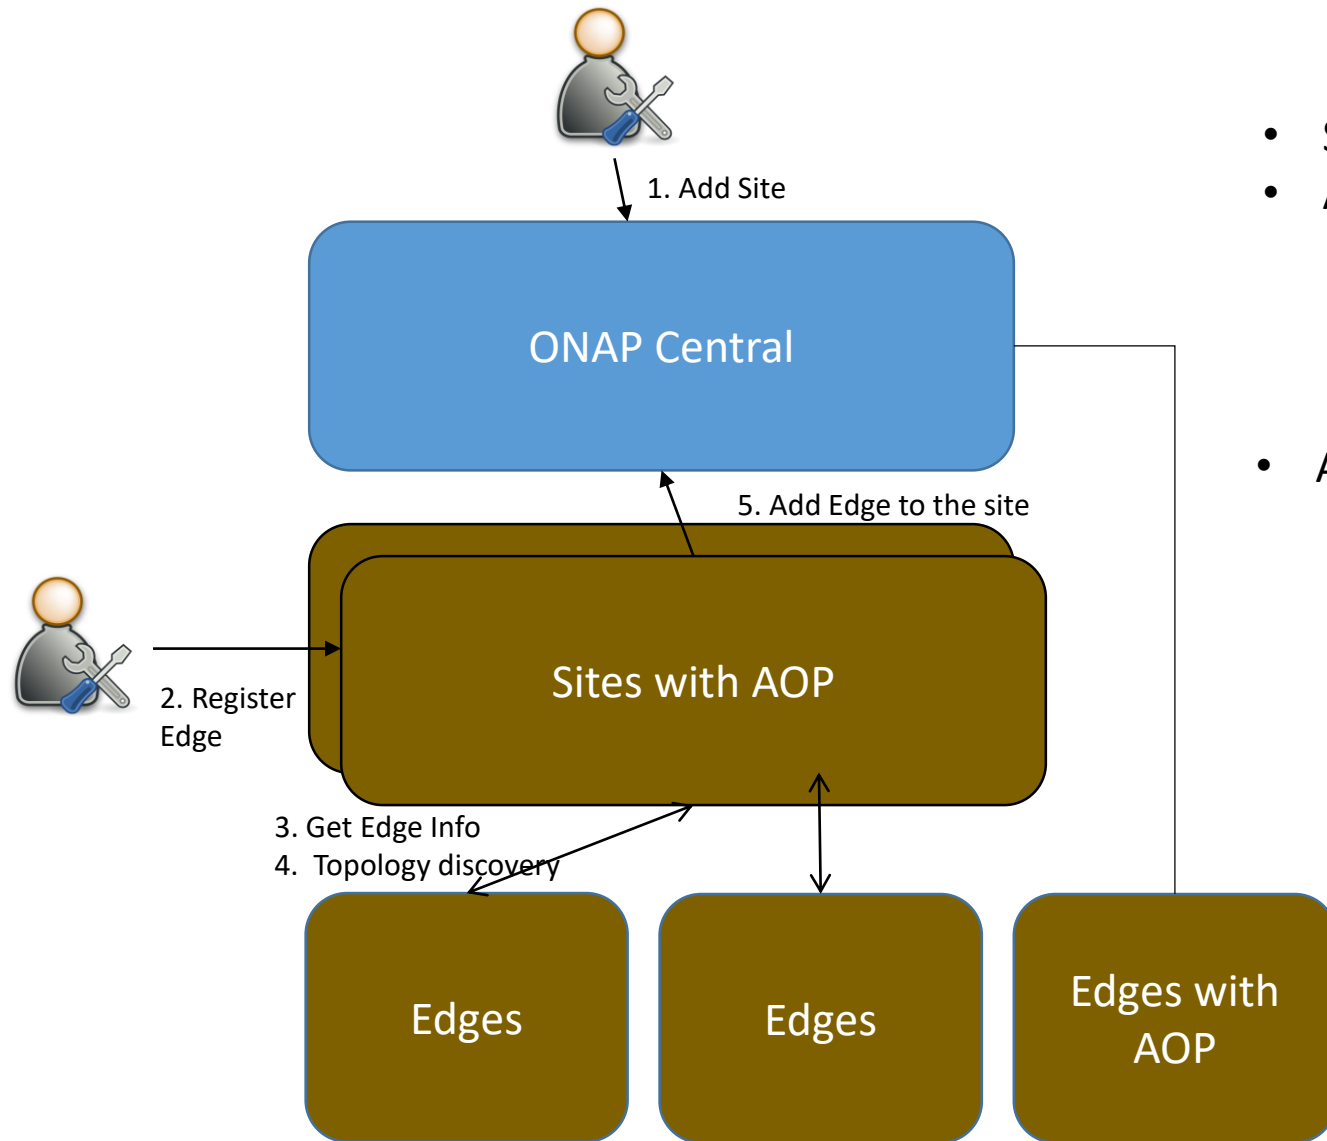 1. Add Site
ONAP Central
5. Add Edge to the site
Sites with AOP
2. Register
Edge
3. Get Edge Info
4. Topology discovery
Edges
Edges
Edges with
AOP